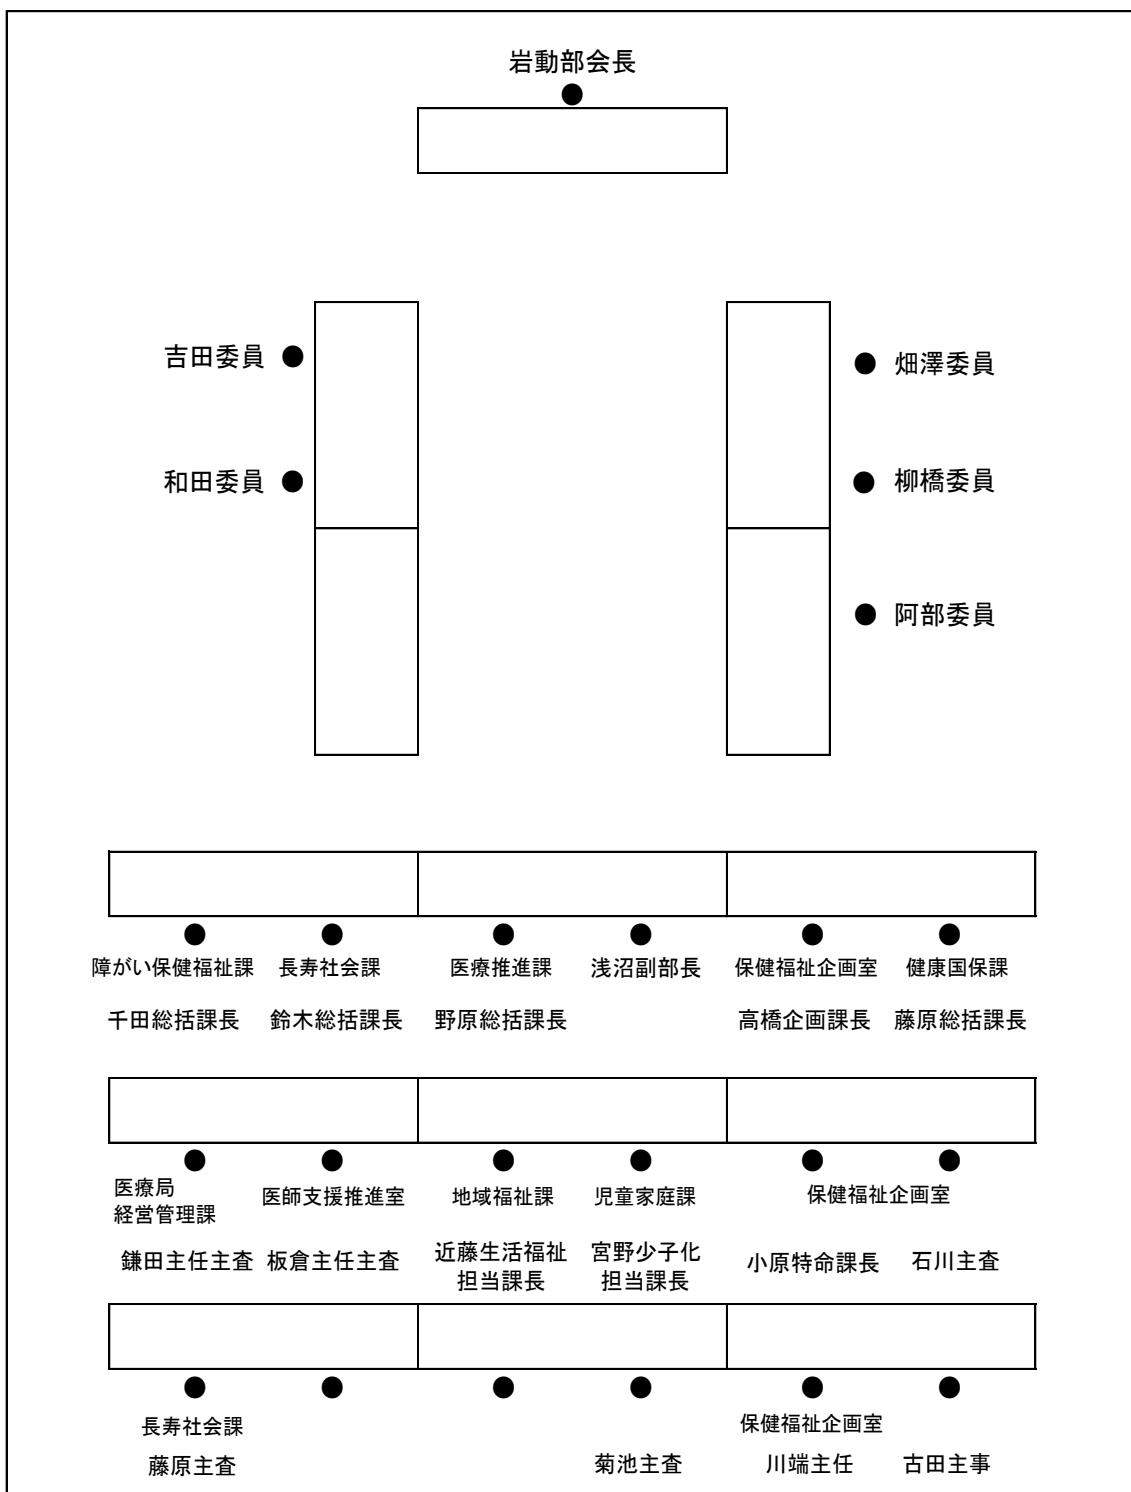 岩動部会長
吉田委員
畑澤委員
和田委員
柳橋委員
阿部委員
障がい保健福祉課 長寿社会課 医療推進課 浅沼副部長 保健福祉企画室 健康国保課
千田総括課長 鈴木総括課長 野原総括課長 高橋企画課長 藤原総括課長
医療局
経営管理課
医師支援推進室 地域福祉課 児童家庭課 保健福祉企画室
鎌田主任主査 板倉主任主査
近藤生活福祉
担当課長
宮野少子化
担当課長
小原特命課長 石川主査
長寿社会課 保健福祉企画室
藤原主査 菊池主査 川端主任 古田主事